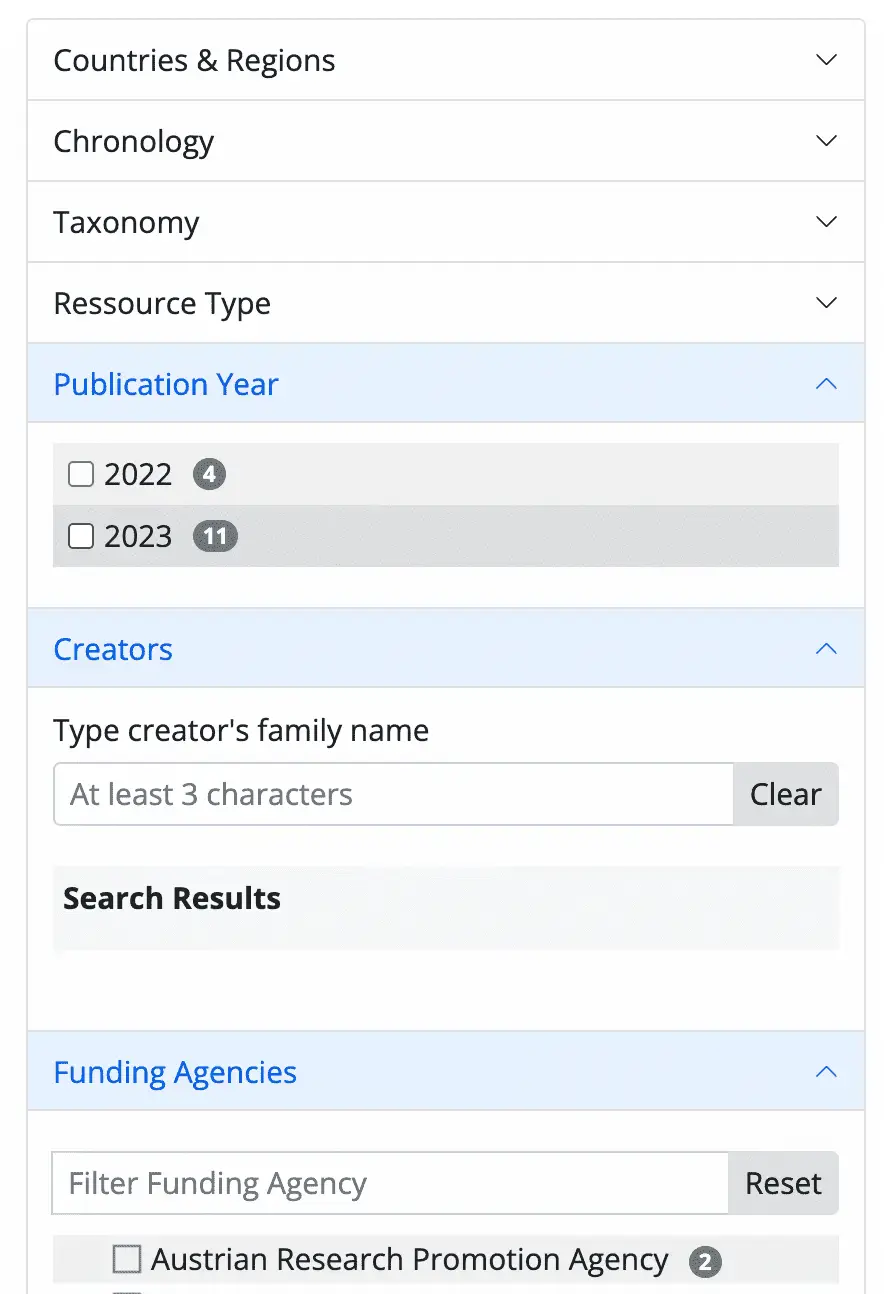 Countries & Regions
Chronology
Taxonomy
Ressource Type
Publication Year
2022 4
2023 11
Creators
Type creator's family name
At least 3 characters Clear
Search Results
Funding Agencies
Filter Funding Agency Reset
Austrian Research Promotion Agency 2